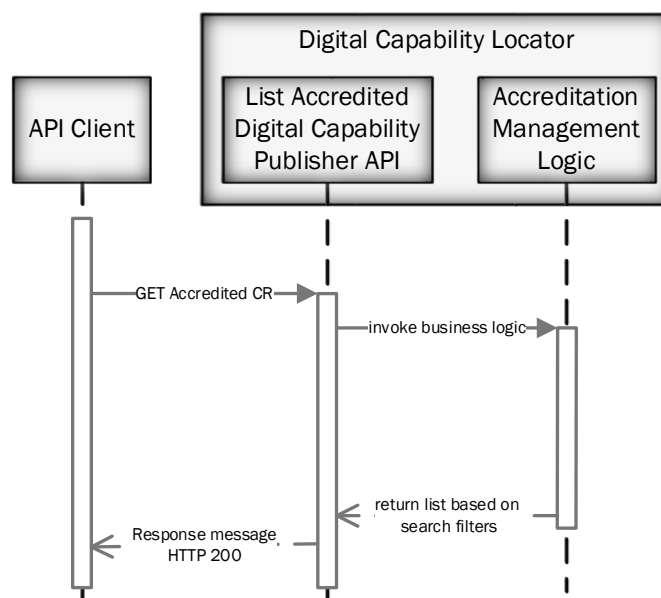 Digital Capability Locator
API Client
List Accredited
Digital Capability
Publisher API
Accreditation
Management
Logic
GET Accredited CR
invoke business logic
return list based on
search filters
Response message
HTTP 200